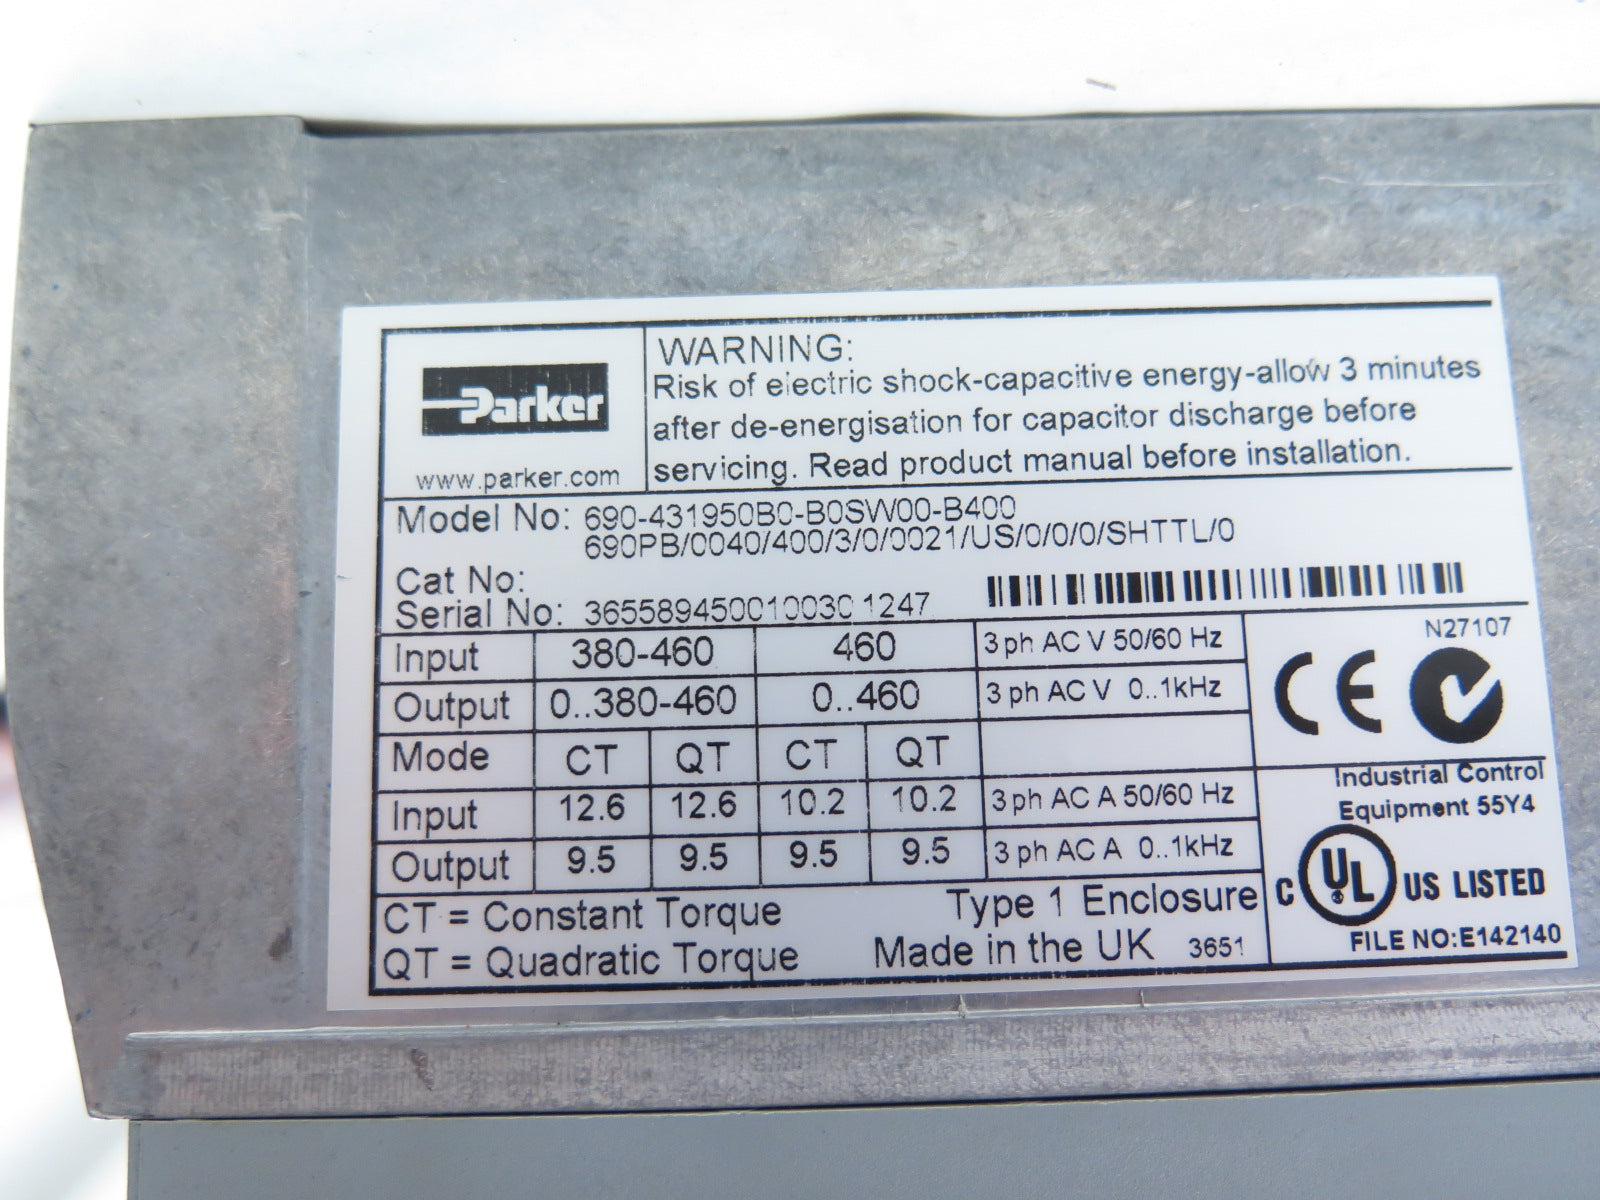 Parker
www.parker.com
WARNING:
Risk of electric shock-capacitive energy-allow 3 minutes
after de-energisation for capacitor discharge before
servicing. Read product manual before installation.
Model No: 690-431950B0-B0SW00-B400
690PB/0040/400/3/0/0021/US/0/0/0/SHTTL/0
Cat No:
Serial No: 365589450010030 1247
Input 380-460 460 3 ph AC V 50/60 Hz
Output 0..380-460 0..460 3 ph AC V 0..1kHz
Mode CT QT CT QT
Input 12.6 12.6 10.2 10.2 3 ph AC A 50/60 Hz
Output 9.5 9.5 9.5 9.5 3 ph AC A 0..1kHz
CT = Constant Torque Type 1 Enclosure
QT = Quadratic Torque Made in the UK 3651
N27107
CE
Industrial Control
Equipment 55Y4
C UL US LISTED
FILE NO:E142140